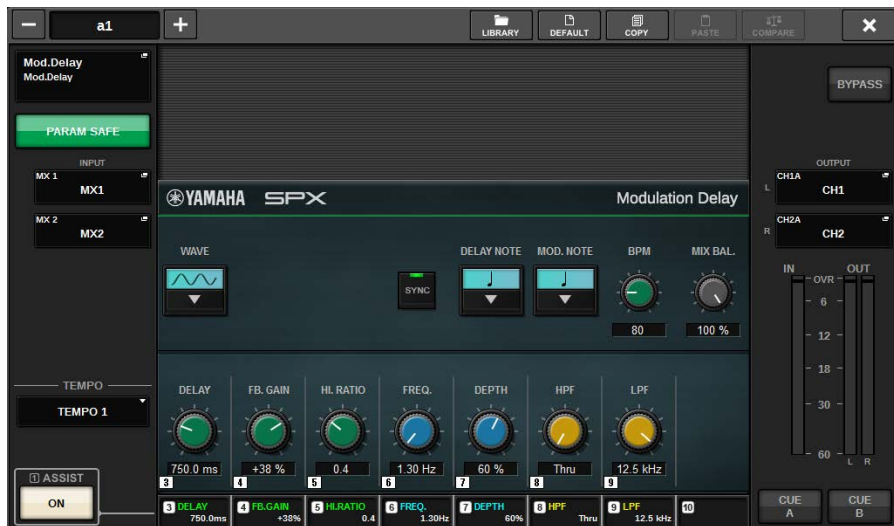 a1
LIBRARY
DEFAULT
COPY
PASTE
COMPARE
Mod.Delay
Mod.Delay
PARAM SAFE
INPUT
MX 1
MX1
MX 2
MX2
TEMPO
TEMPO 1
1 ASSIST
ON
YAMAHA SPX Modulation Delay
WAVE
SYNC
DELAY NOTE
MOD. NOTE
BPM
80
MIX BAL.
100 %
DELAY FB. GAIN HI. RATIO FREQ. DEPTH HPF LPF
750.0 ms +38 % 0.4 1.30 Hz 60 % Thru 12.5 kHz
3 4 5 6 7 8 9
3 DELAY 750.0ms
4 FB.GAIN +38%
5 HI.RATIO 0.4
6 FREQ. 1.30Hz
7 DEPTH 60%
8 HPF Thru
9 LPF 12.5 kHz
10
BYPASS
OUTPUT
CH1A
L CH1
CH2A
R CH2
IN OUT
OVR
6
12
18
30
60
L R
CUE A
CUE B